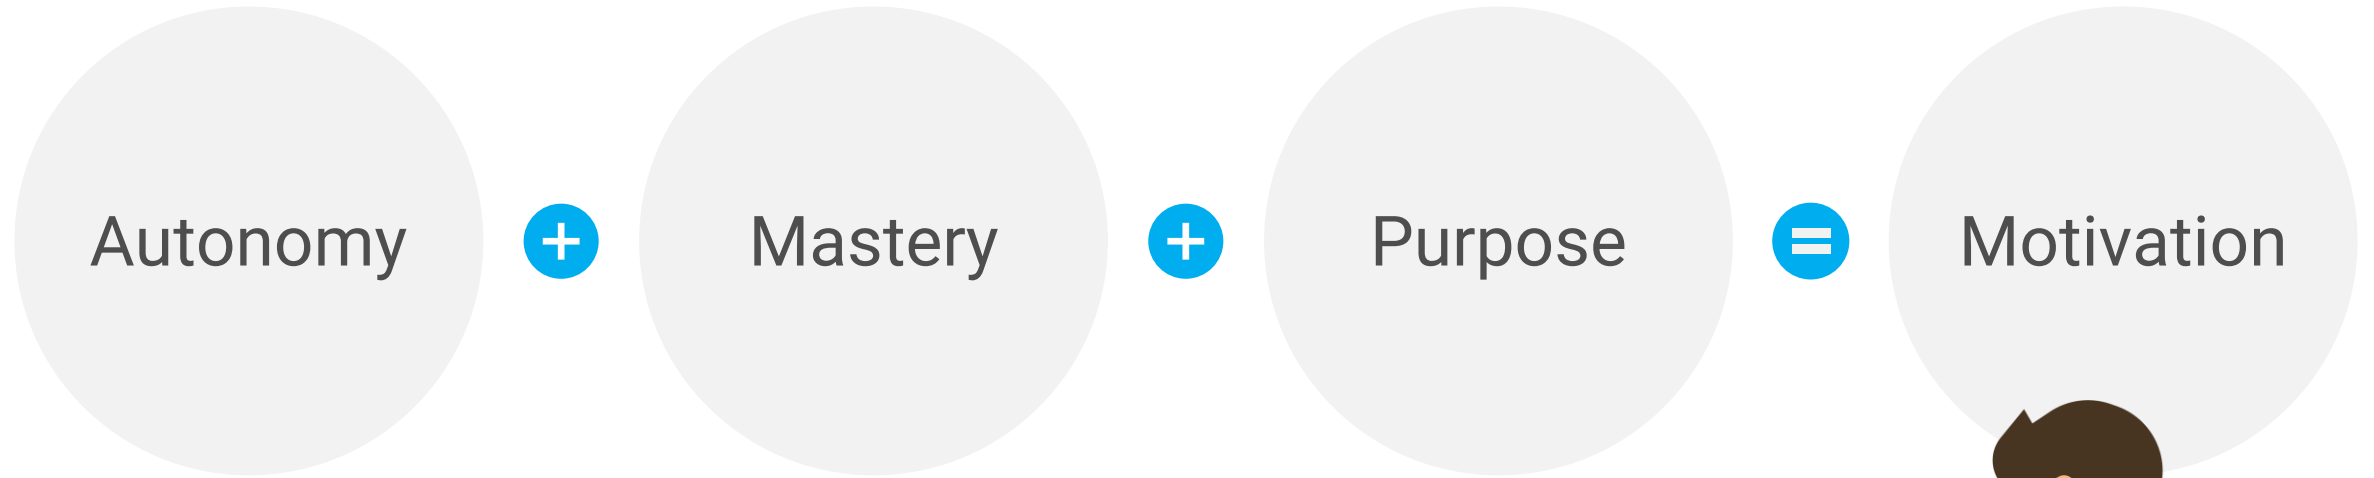 Autonomy + Mastery + Purpose = Motivation